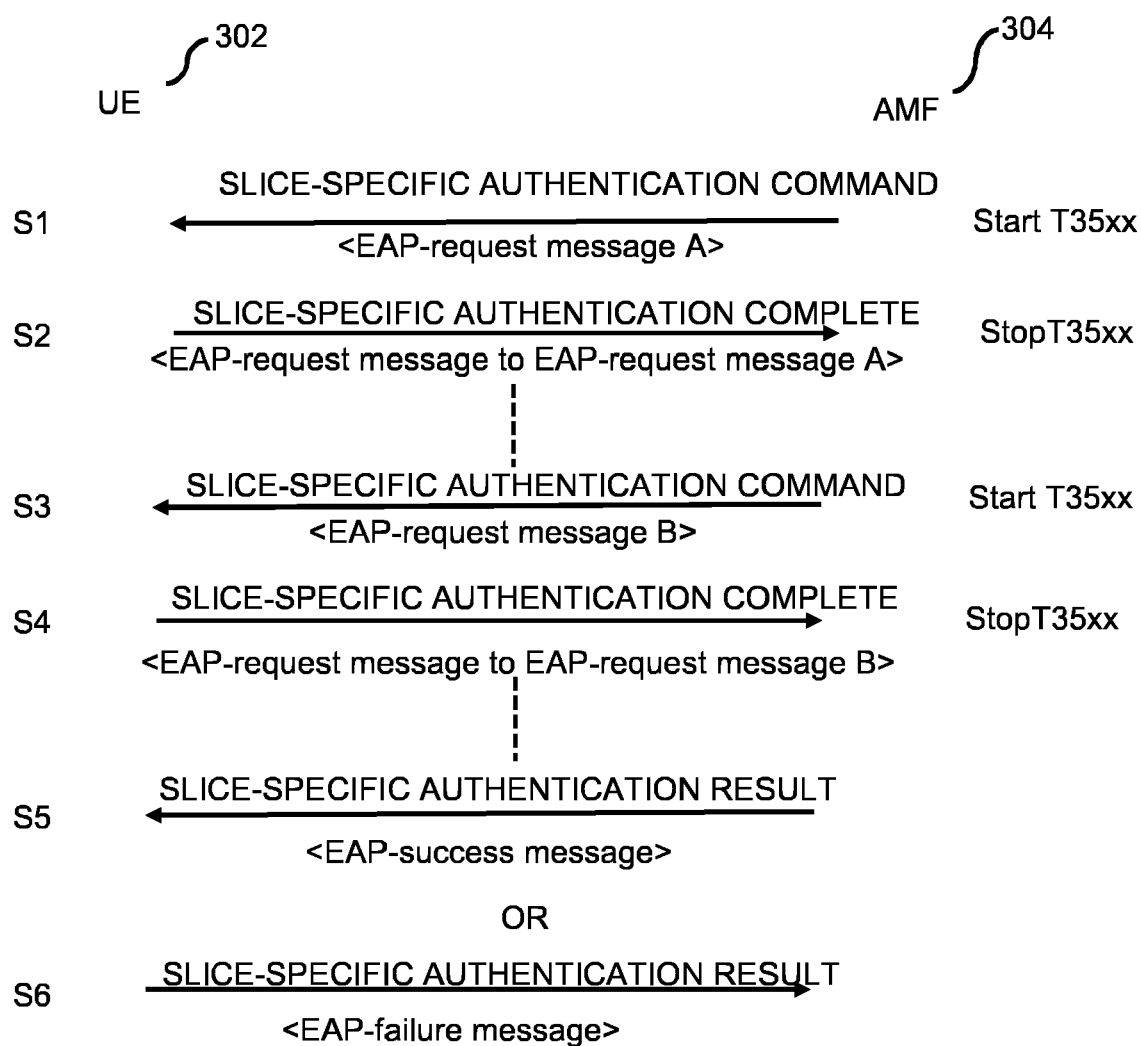 302
304
UE
AMF
SLICE-SPECIFIC AUTHENTICATION COMMAND
S1
Start T35xx
<EAP-request message A>
SLICE-SPECIFIC AUTHENTICATION COMPLETE
S2
StopT35xx
<EAP-request message to EAP-request message A>
SLICE-SPECIFIC AUTHENTICATION COMMAND
S3
Start T35xx
<EAP-request message B>
SLICE-SPECIFIC AUTHENTICATION COMPLETE
S4
StopT35xx
<EAP-request message to EAP-request message B>
SLICE-SPECIFIC AUTHENTICATION RESULT
S5
<EAP-success message>
OR
SLICE-SPECIFIC AUTHENTICATION RESULT
S6
<EAP-failure message>